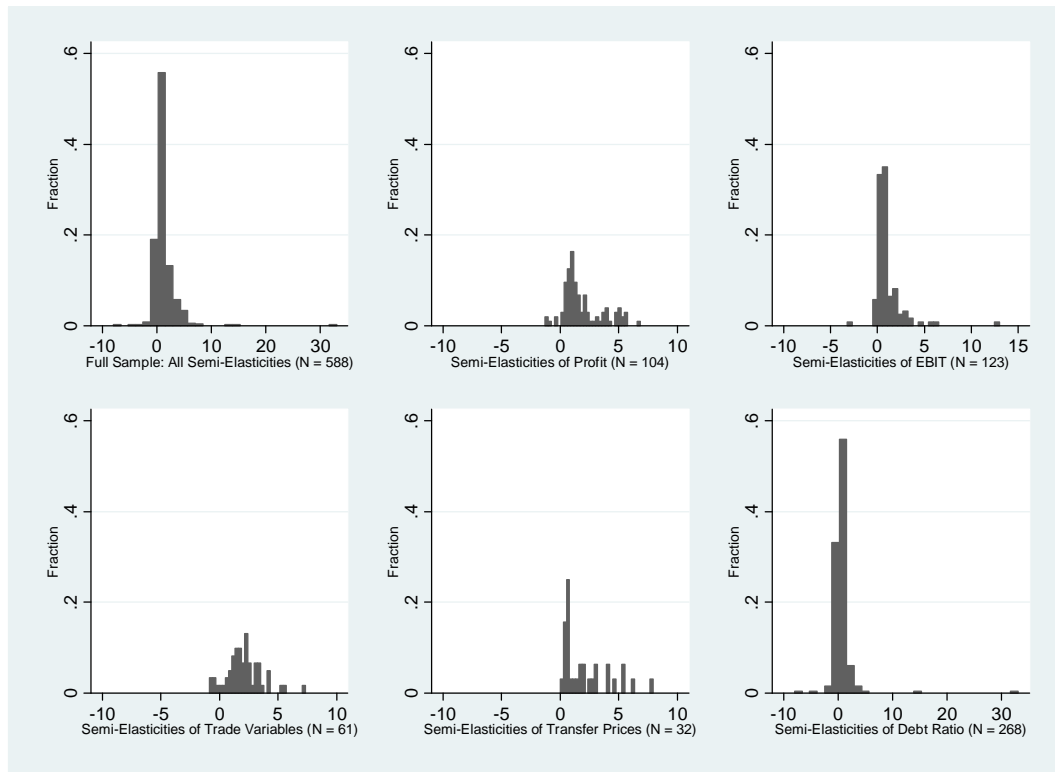 Fraction
0 .2 .4 .6
-10 0 10 20 30
Full Sample: All Semi-Elasticities (N = 588)
Fraction
0 .2 .4 .6
-10 -5 0 5 10
Semi-Elasticities of Profit (N = 104)
Fraction
0 .2 .4 .6
-10 -5 0 5 10 15
Semi-Elasticities of EBIT (N = 123)
Fraction
0 .2 .4 .6
-10 -5 0 5 10
Semi-Elasticities of Trade Variables (N = 61)
Fraction
0 .2 .4 .6
-10 -5 0 5 10
Semi-Elasticities of Transfer Prices (N = 32)
Fraction
0 .2 .4 .6
-10 0 10 20 30
Semi-Elasticities of Debt Ratio (N = 268)